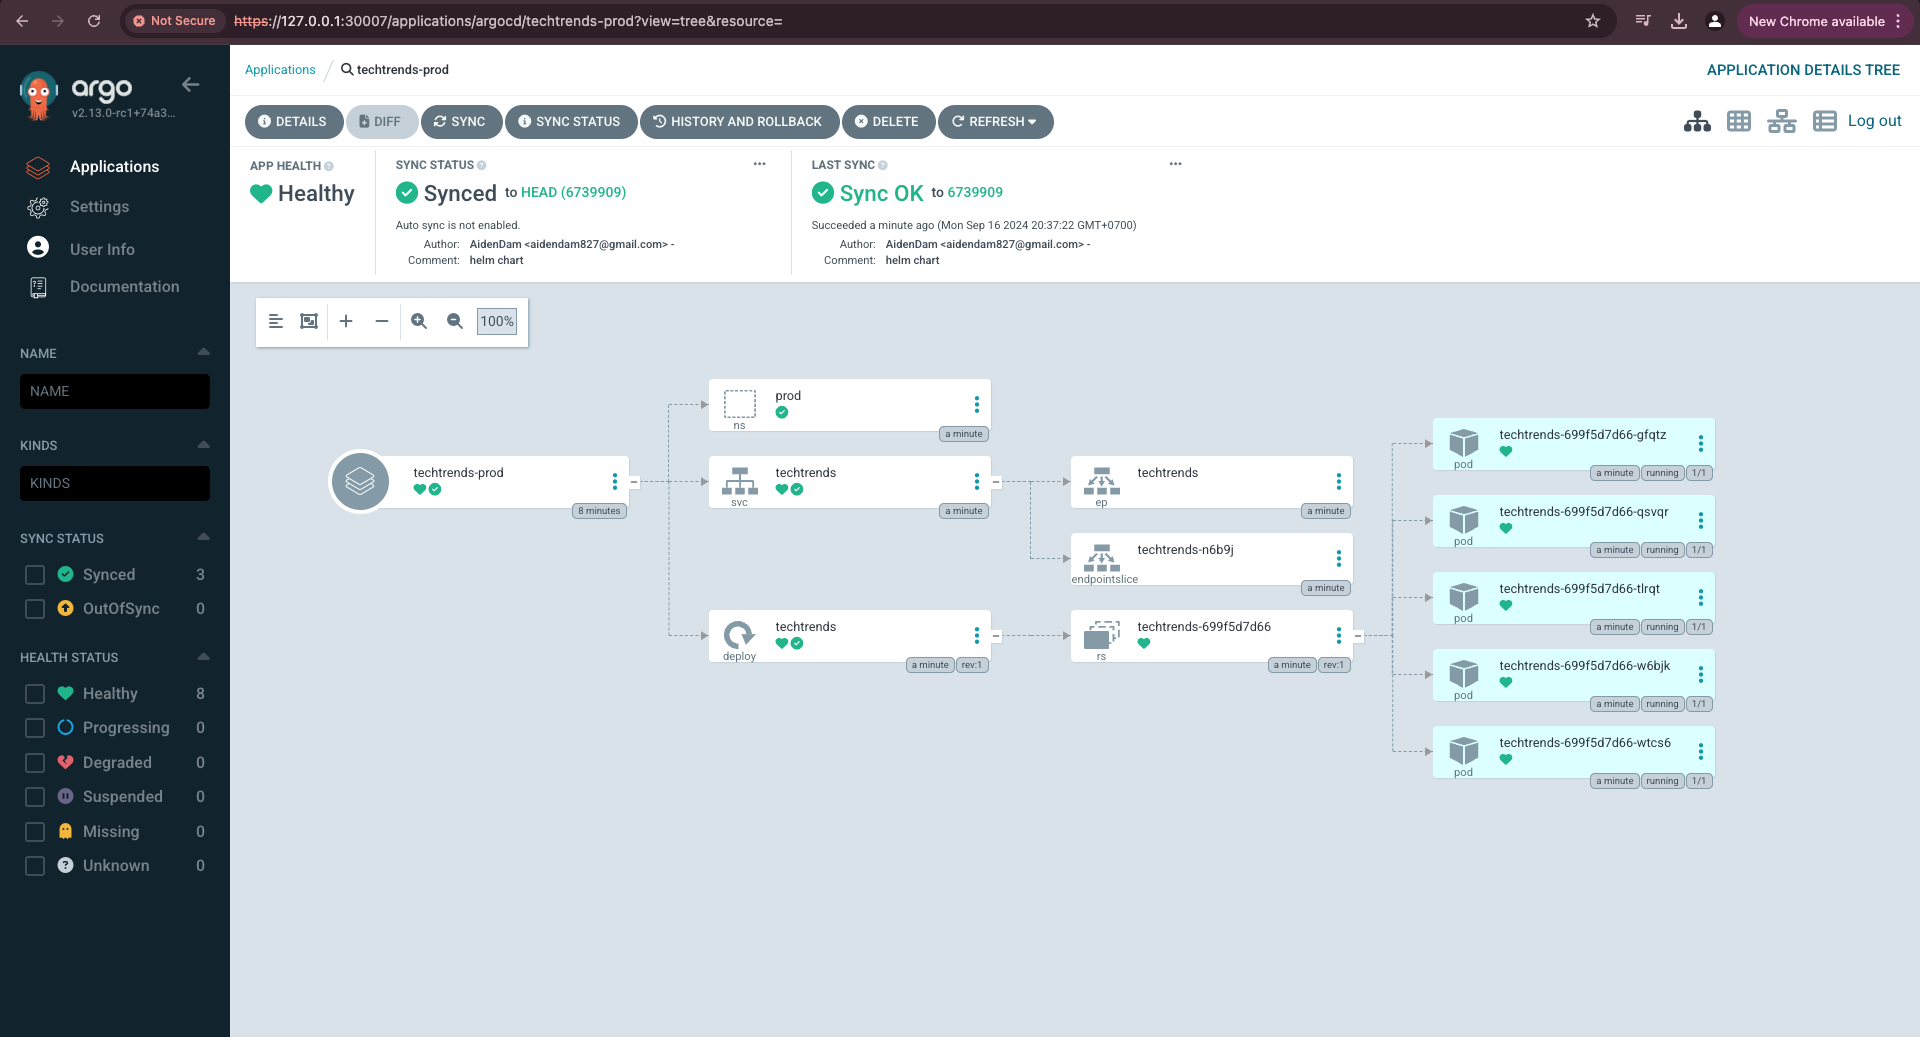 Not Secure
https://127.0.0.1:30007/applications/argocd/techtrends-prod?view=tree&resource=
New Chrome available
argo
v2.13.0-rc1+74a3...
Applications
Settings
User Info
Documentation
NAME
NAME
KINDS
KINDS
SYNC STATUS
Synced 3
OutOfSync 0
HEALTH STATUS
Healthy 8
Progressing 0
Degraded 0
Suspended 0
Missing 0
Unknown 0
Applications / techtrends-prod
APPLICATION DETAILS TREE
DETAILS DIFF SYNC SYNC STATUS HISTORY AND ROLLBACK DELETE REFRESH
Log out
APP HEALTH
Healthy
SYNC STATUS
Synced to HEAD (6739909)
Auto sync is not enabled.
Author: AidenDam <aidendam827@gmail.com> -
Comment: helm chart
LAST SYNC
Sync OK to 6739909
Succeeded a minute ago (Mon Sep 16 2024 20:37:22 GMT+0700)
Author: AidenDam <aidendam827@gmail.com> -
Comment: helm chart
100%
techtrends-prod
8 minutes
prod
ns
a minute
techtrends
svc
a minute
techtrends
deploy
a minute rev:1
techtrends
ep
a minute
techtrends-n6b9j
endpointslice
a minute
techtrends-699f5d7d66
rs
a minute rev:1
techtrends-699f5d7d66-gfqtz
pod
a minute running 1/1
techtrends-699f5d7d66-qsvqr
pod
a minute running 1/1
techtrends-699f5d7d66-tlrqt
pod
a minute running 1/1
techtrends-699f5d7d66-w6bjk
pod
a minute running 1/1
techtrends-699f5d7d66-wtcs6
pod
a minute running 1/1